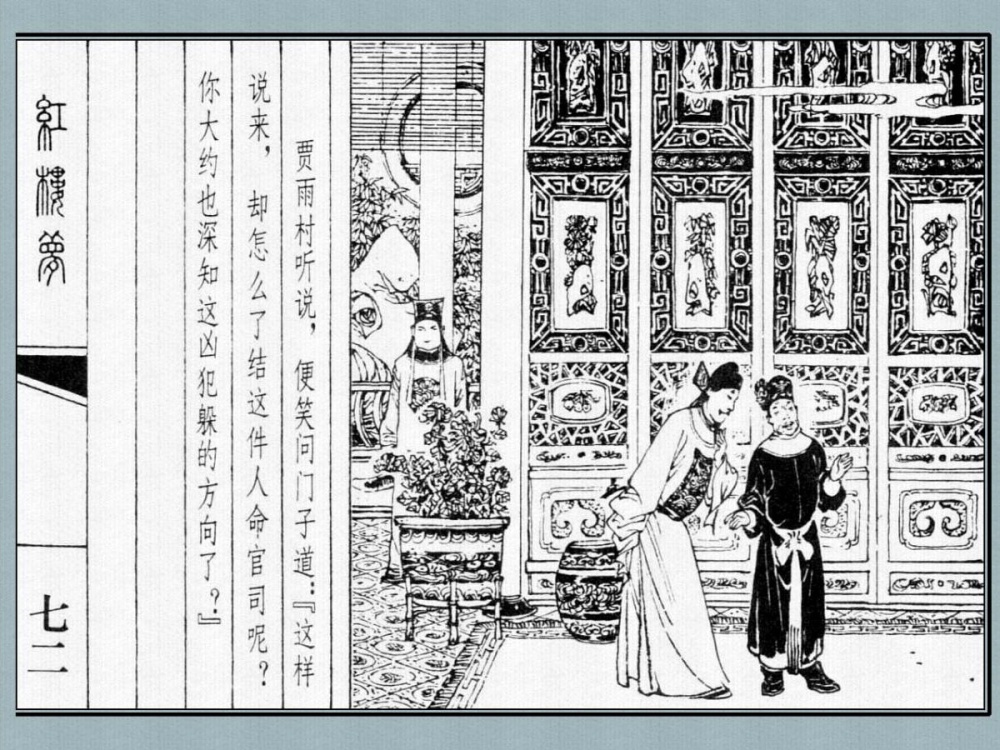 贾雨村听说，便笑问门子道：『这样
说来，却怎么了结这件人命官司呢？
你大约也深知这凶犯躲的方向了？』
紅樓夢
七二